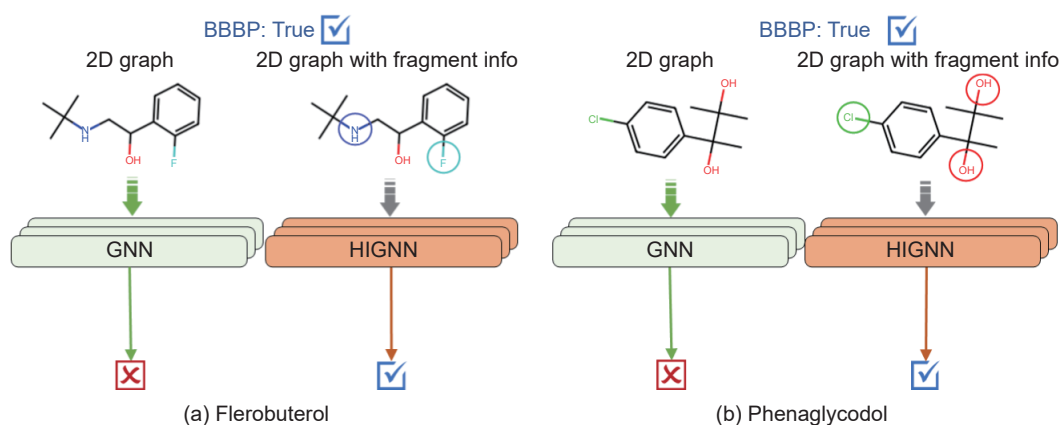 BBBP: True
2D graph 2D graph with fragment info
N
H
OH
F
N
H
OH
F
GNN
HIGNN
(a) Flerobuterol
BBBP: True
2D graph 2D graph with fragment info
OH
Cl
OH
OH
Cl
OH
GNN
HIGNN
(b) Phenaglycodol